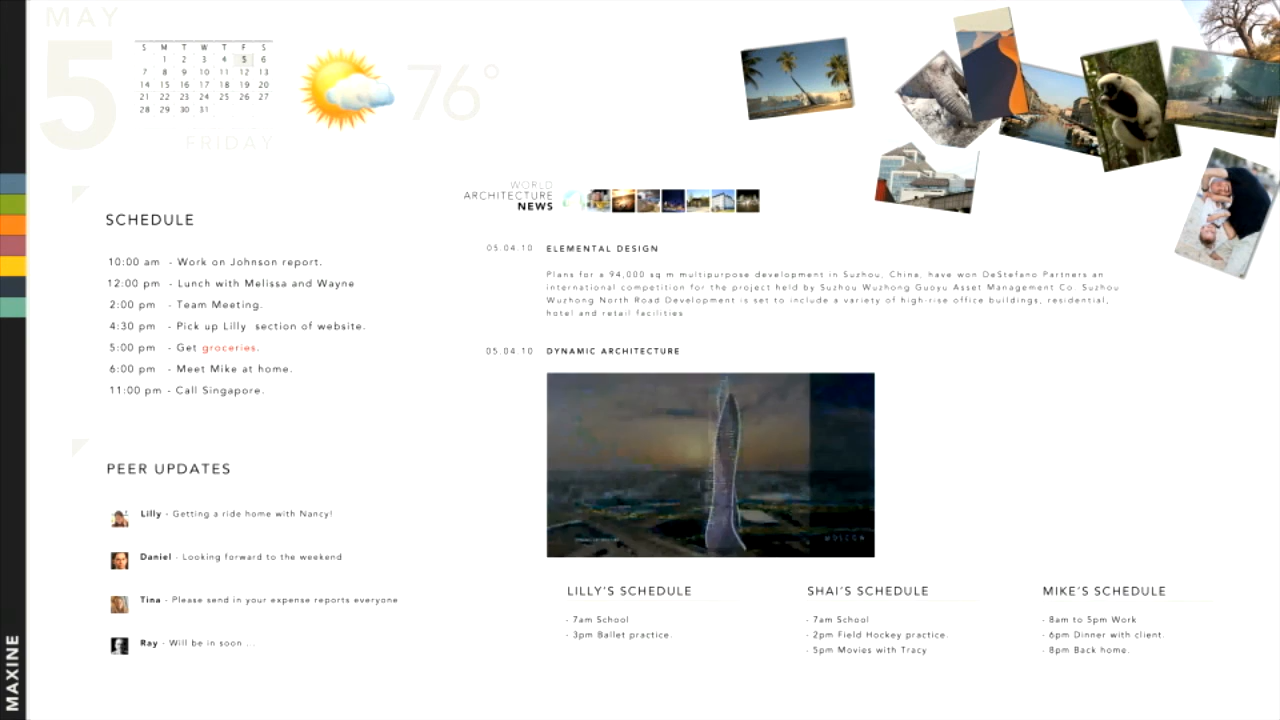 MAY
5
S M T W T F S
1 2 3 4 5 6
7 8 9 10 11 12 13
14 15 16 17 18 19 20
21 22 23 24 25 26 27
28 29 30 31
FRIDAY
76°
SCHEDULE
10:00 am - Work on Johnson report.
12:00 pm - Lunch with Melissa and Wayne
2:00 pm - Team Meeting.
4:30 pm - Pick up Lilly section of website.
5:00 pm - Get groceries.
6:00 pm - Meet Mike at home.
11:00 pm - Call Singapore.
PEER UPDATES
Lilly - Getting a ride home with Nancy!
Daniel - Looking forward to the weekend
Tina - Please send in your expense reports everyone
Ray - Will be in soon ...
WORLD
ARCHITECTURE
NEWS
05.04.10 ELEMENTAL DESIGN
Plans for a 94,000 sq m multipurpose development in Suzhou, China, have won DeStefano Partners an
international competition for the project held by Suzhou Wuzhong Guoyu Asset Management Co. Suzhou
Wuzhong North Road Development is set to include a variety of high-rise office buildings, residential,
hotel and retail facilities
05.04.10 DYNAMIC ARCHITECTURE
MOSCOW
LILLY'S SCHEDULE
- 7am School
- 3pm Ballet practice.
SHAI'S SCHEDULE
- 7am School
- 2pm Field Hockey practice.
- 5pm Movies with Tracy
MIKE'S SCHEDULE
- 8am to 5pm Work
- 6pm Dinner with client.
- 8pm Back home.
MAXINE